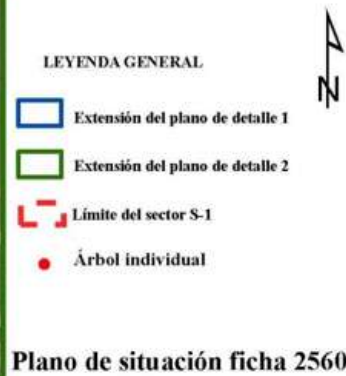 LEYENDA GENERAL
N
Extensión del plano de detalle 1
Extensión del plano de detalle 2
Límite del sector S-1
Árbol individual
Plano de situación ficha 2560